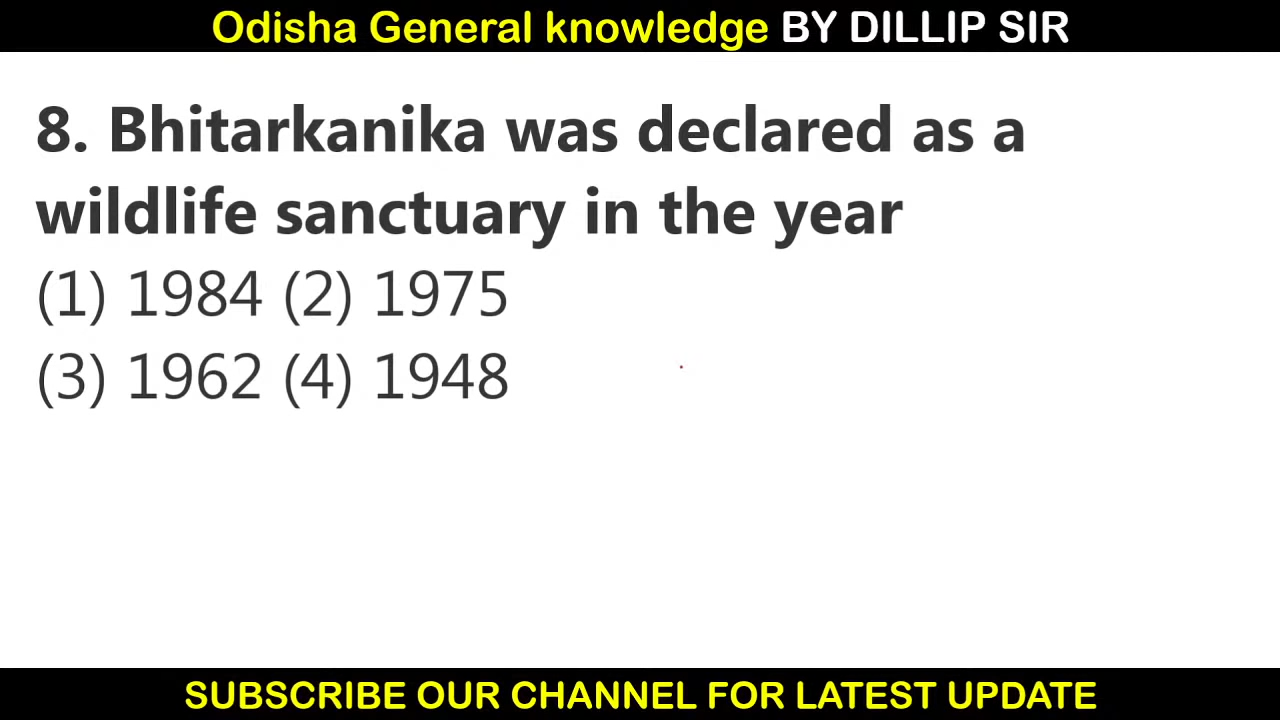 Odisha General knowledge BY DILLIP SIR
8. Bhitarkanika was declared as a
wildlife sanctuary in the year
(1) 1984 (2) 1975
(3) 1962 (4) 1948
SUBSCRIBE OUR CHANNEL FOR LATEST UPDATE